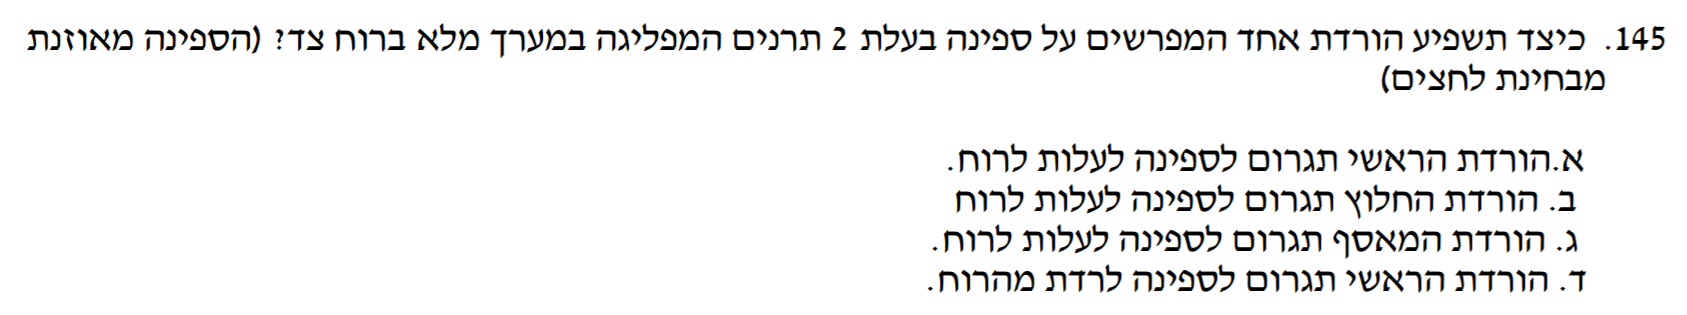 145. כיצד תשפיע הורדת אחד המפרשים על ספינה בעלת 2 תרנים המפליגה במערך מלא ברוח צד? (הספינה מאוזנת
מבחינת לחצים)
א.הורדת הראשי תגרום לספינה לעלות לרוח.
ב. הורדת החלוץ תגרום לספינה לעלות לרוח
ג. הורדת המאסף תגרום לספינה לעלות לרוח.
ד. הורדת הראשי תגרום לספינה לרדת מהרוח.